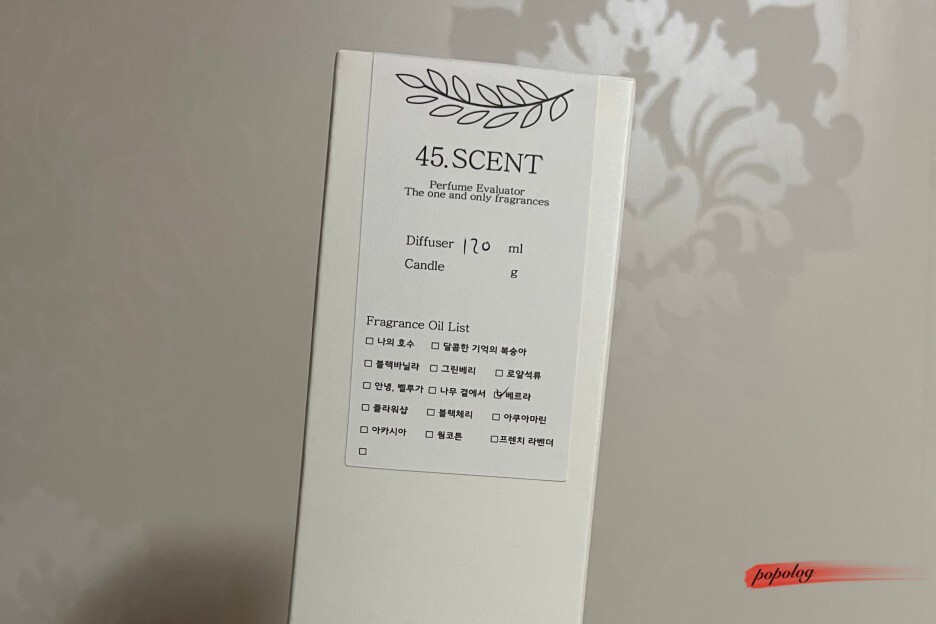 45.SCENT
Perfume Evaluator
The one and only fragrances
Diffuser 120 ml
Candle g
Fragrance Oil List
□ 나의 호수 □ 달콤한 기억의 복숭아
□ 블랙바닐라 □ 그린베리 □ 로얄석류
□ 안녕, 벨루가 □ 나무 곁에서 ☑ 베르라
□ 플라워샵 □ 블랙체리 □ 아쿠아마린
□ 아카시아 □ 웜코튼 □프렌치 라벤더
□
popolog